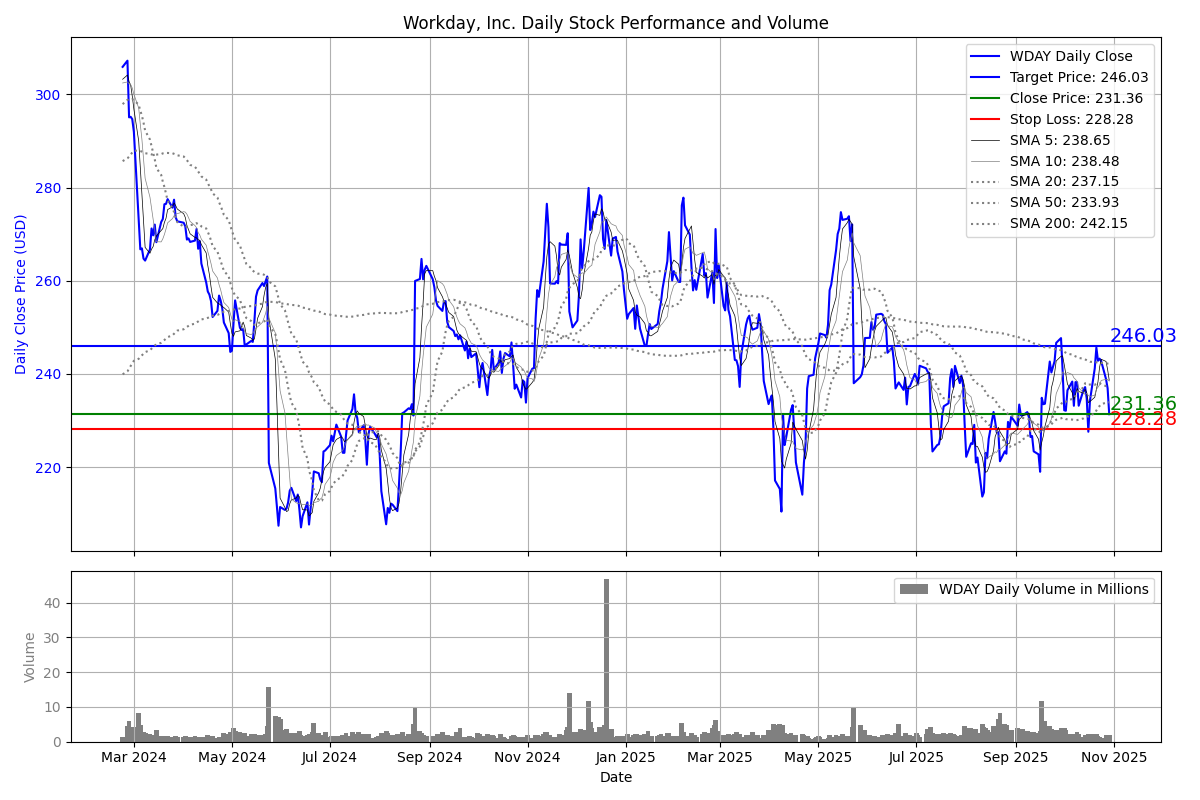 Workday, Inc. Daily Stock Performance and Volume
Daily Close Price (USD)
300
280
260
240
220
WDAY Daily Close
Target Price: 246.03
Close Price: 231.36
Stop Loss: 228.28
SMA 5: 238.65
SMA 10: 238.48
SMA 20: 237.15
SMA 50: 233.93
SMA 200: 242.15
246.03
231.36
228.28
Volume
40
30
20
10
0
WDAY Daily Volume in Millions
Mar 2024 May 2024 Jul 2024 Sep 2024 Nov 2024 Jan 2025 Mar 2025 May 2025 Jul 2025 Sep 2025 Nov 2025
Date